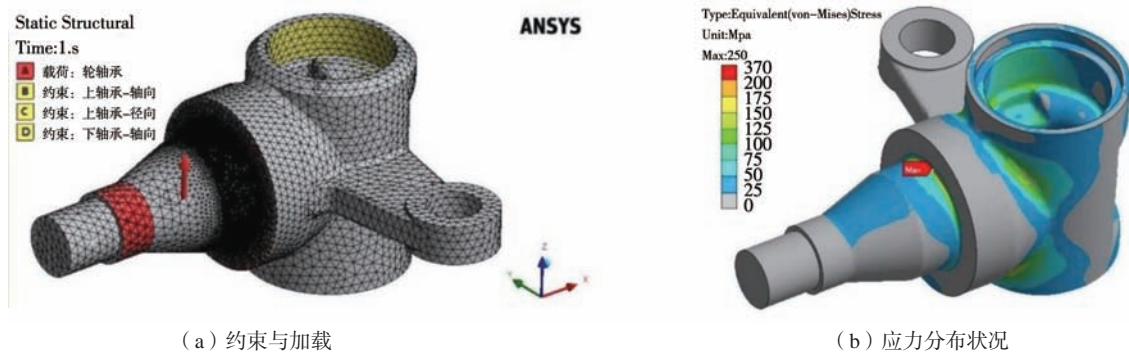 Static Structural
Time:1.s
A 载荷：轮轴承
B 约束：上轴承-轴向
C 约束：上轴承-径向
D 约束：下轴承-轴向
ANSYS
Z
Y
X
（a）约束与加载
Type:Equivalent(von-Mises)Stress
Unit:Mpa
Max:250
370
200
175
150
125
100
75
50
25
0
Max
（b）应力分布状况